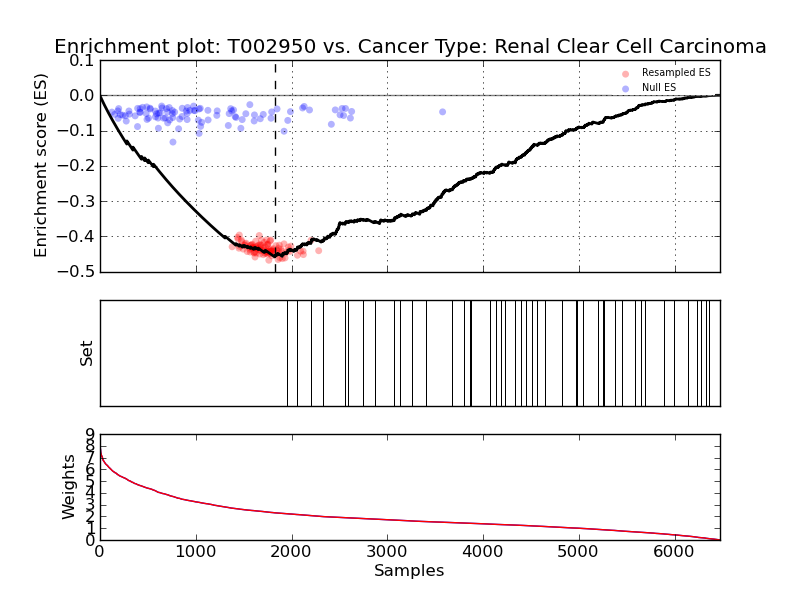 Enrichment plot: T002950 vs. Cancer Type: Renal Clear Cell Carcinoma
Enrichment score (ES)
0.1
0.0
−0.1
−0.2
−0.3
−0.4
−0.5
Resampled ES
Null ES
Set
Weights
9
8
7
6
5
4
3
2
1
0
0 1000 2000 3000 4000 5000 6000
Samples